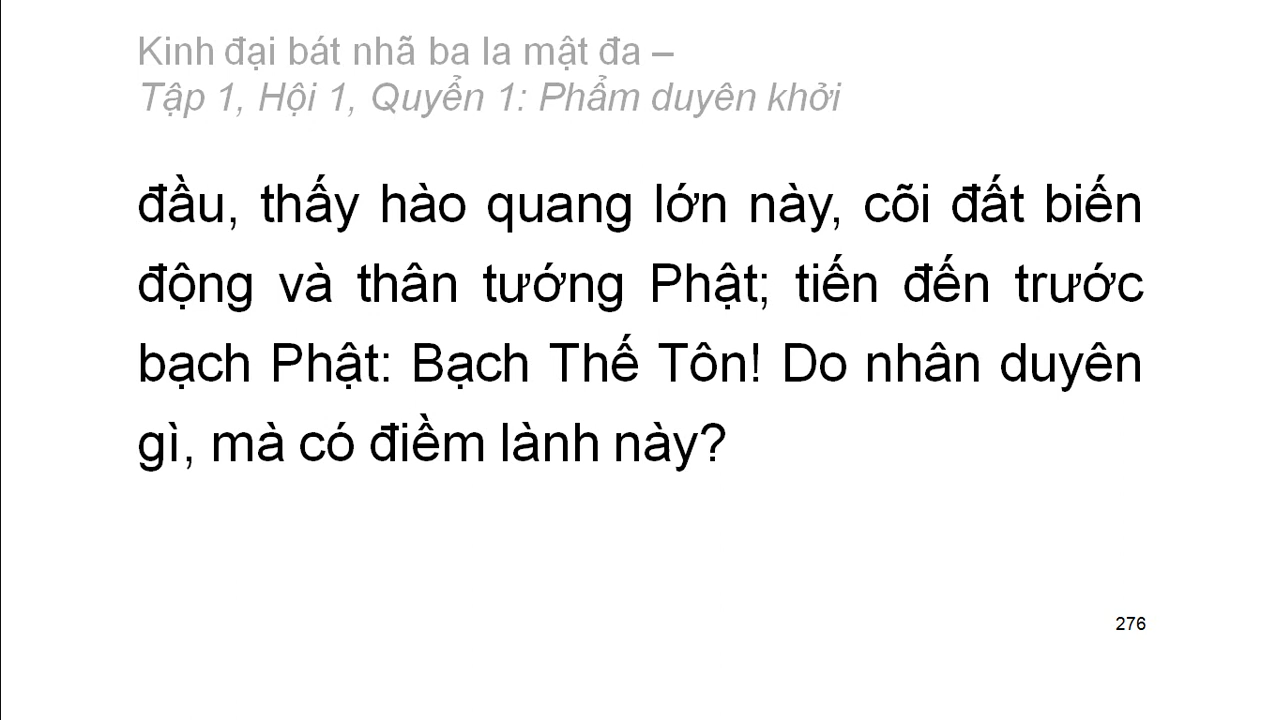 Kinh đại bát nhã ba la mật đa –
Tập 1, Hội 1, Quyển 1: Phẩm duyên khởi
đầu, thấy hào quang lớn này, cõi đất biến
động và thân tướng Phật; tiến đến trước
bạch Phật: Bạch Thế Tôn! Do nhân duyên
gì, mà có điềm lành này?
276